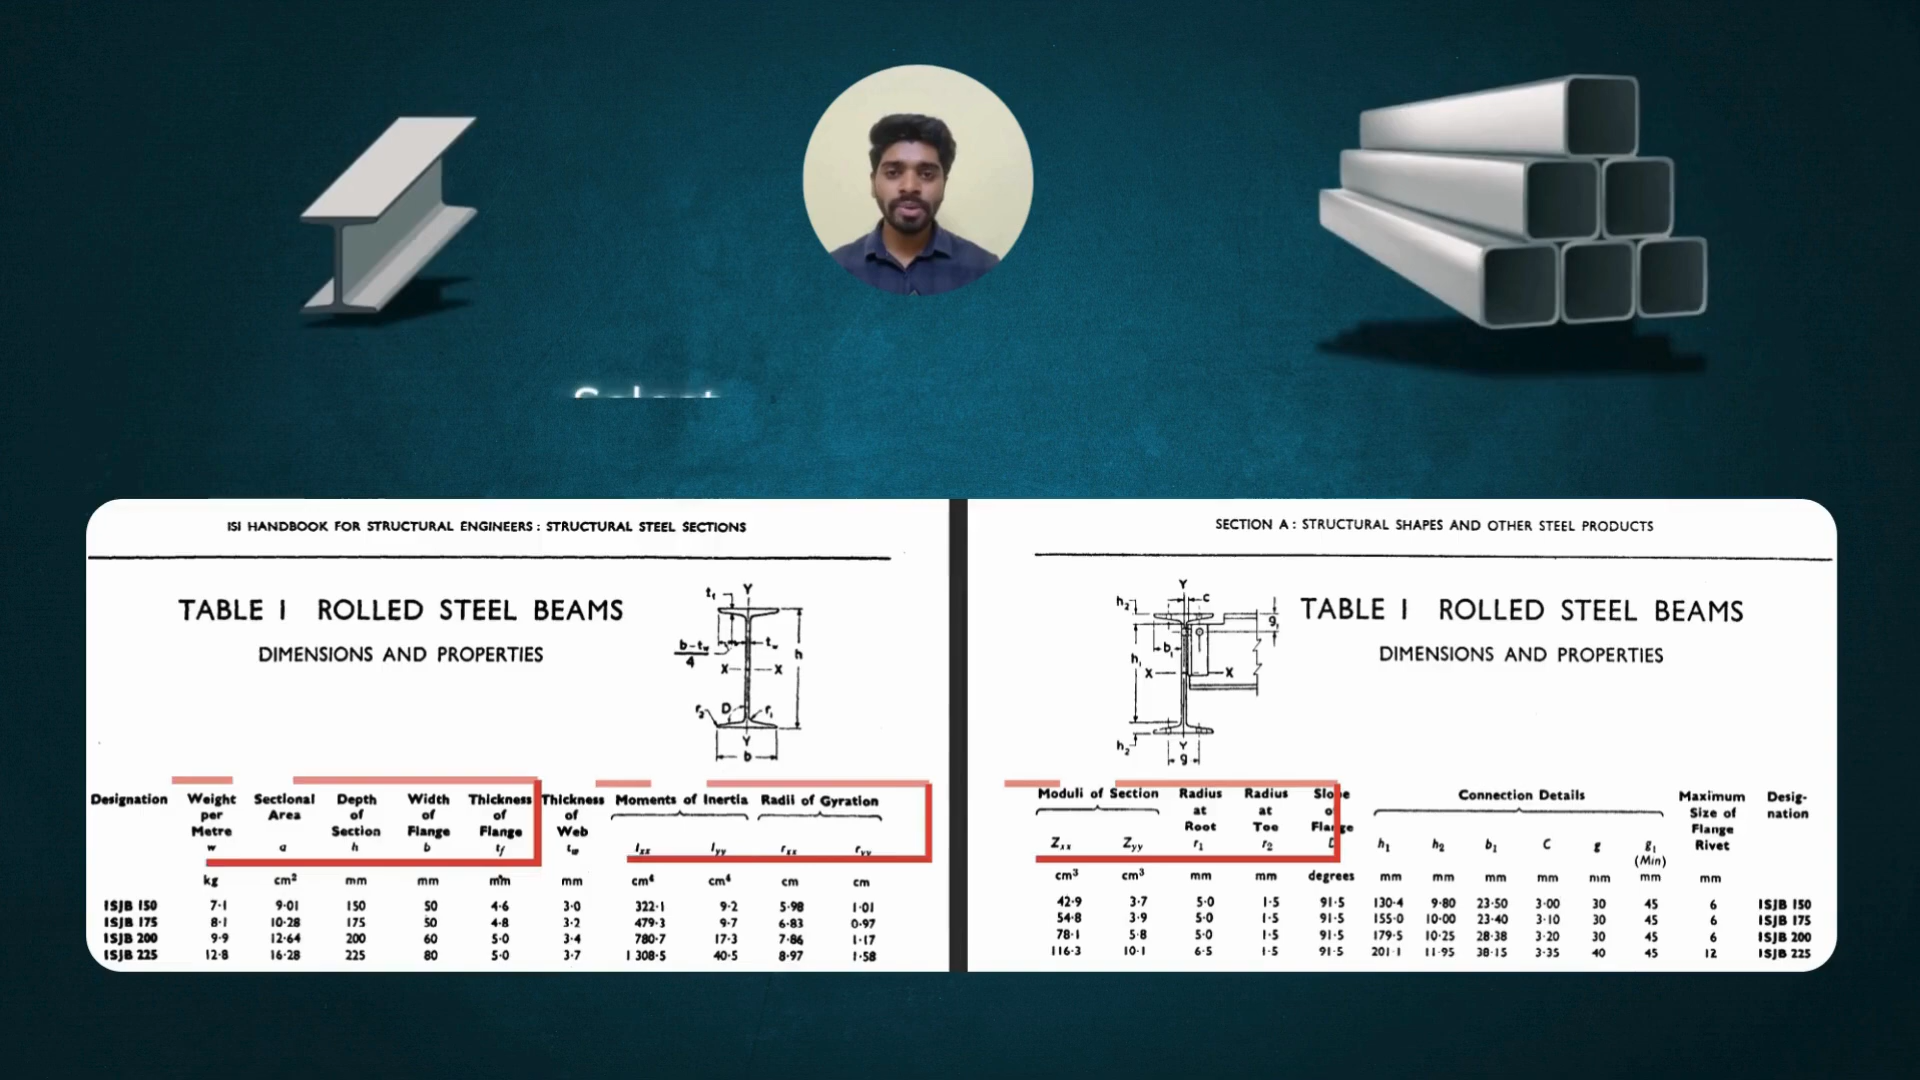 ISI HANDBOOK FOR STRUCTURAL ENGINEERS : STRUCTURAL STEEL SECTIONS
TABLE I ROLLED STEEL BEAMS
DIMENSIONS AND PROPERTIES
Y
tf
b-tw
4
tw
h
X X
r2 D r1
Y
b
Designation Weight per Metre Sectional Area Depth of Section Width of Flange Thickness of Flange Thickness of Web Moments of Inertia Radii of Gyration
w a h b tf tw Ixx Iyy rxx ryy
kg cm² mm mm mm mm cm⁴ cm⁴ cm cm
ISJB 150 7·1 9·01 150 50 4·6 3·0 322·1 9·2 5·98 1·01
ISJB 175 8·1 10·28 175 50 4·8 3·2 479·3 9·7 6·83 0·97
ISJB 200 9·9 12·64 200 60 5·0 3·4 780·7 17·3 7·86 1·17
ISJB 225 12·8 16·28 225 80 5·0 3·7 1 308·5 40·5 8·97 1·58
SECTION A : STRUCTURAL SHAPES AND OTHER STEEL PRODUCTS
TABLE I ROLLED STEEL BEAMS
DIMENSIONS AND PROPERTIES
Y
h2 C
g1
b1
h1
X X
h2 Y
g
Moduli of Section Radius at Root Radius at Toe Slope of Flange Connection Details Maximum Size of Flange Rivet Desig-nation
Zxx Zyy r1 r2 D h1 h2 b1 C g g1 (Min)
cm³ cm³ mm mm degrees mm mm mm mm mm mm mm
42·9 3·7 5·0 1·5 91·5 130·4 9·80 23·50 3·00 30 45 6 ISJB 150
54·8 3·9 5·0 1·5 91·5 155·0 10·00 23·40 3·10 30 45 6 ISJB 175
78·1 5·8 5·0 1·5 91·5 179·5 10·25 28·38 3·20 30 45 6 ISJB 200
116·3 10·1 6·5 1·5 91·5 201·1 11·95 38·15 3·35 40 45 12 ISJB 225